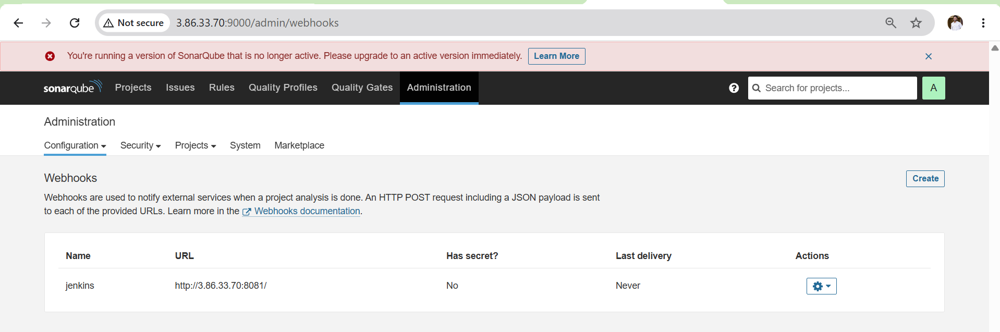 Not secure 3.86.33.70:9000/admin/webhooks
You're running a version of SonarQube that is no longer active. Please upgrade to an active version immediately. Learn More
sonarqube Projects Issues Rules Quality Profiles Quality Gates Administration Search for projects... A
Administration
Configuration Security Projects System Marketplace
Webhooks Create
Webhooks are used to notify external services when a project analysis is done. An HTTP POST request including a JSON payload is sent
to each of the provided URLs. Learn more in the Webhooks documentation.
Name URL Has secret? Last delivery Actions
jenkins http://3.86.33.70:8081/ No Never